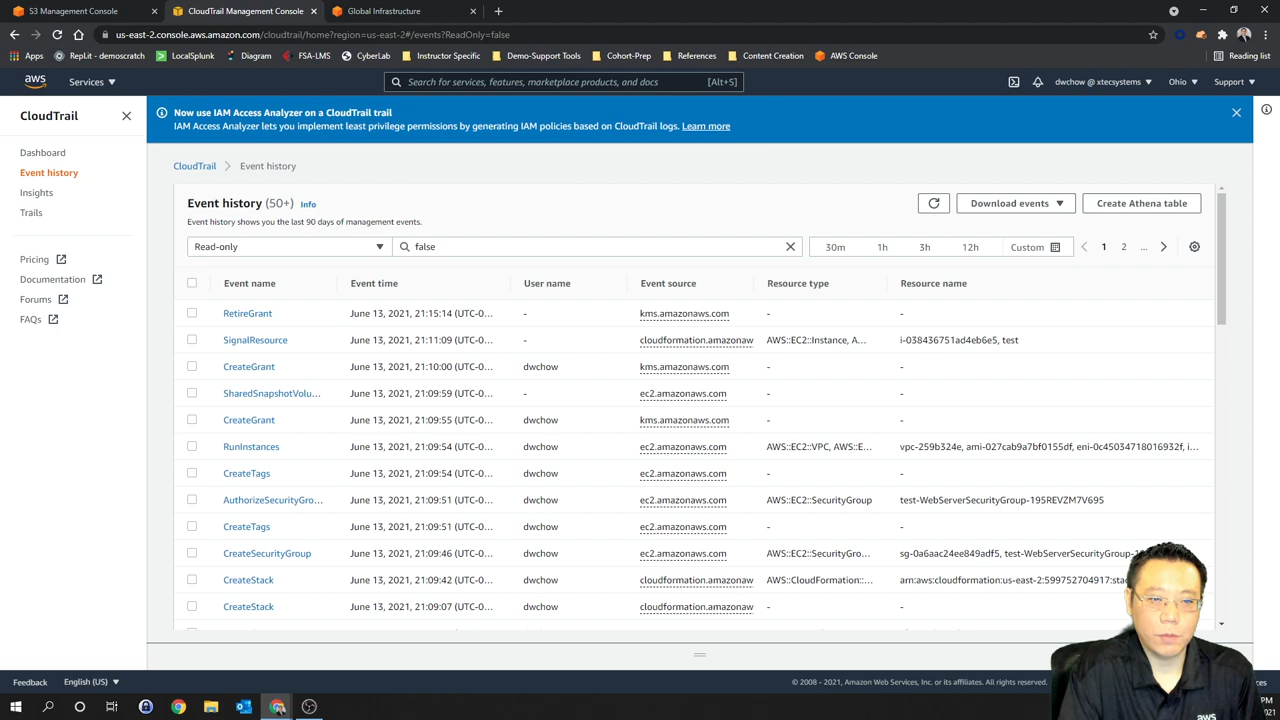 S3 Management Console
CloudTrail Management Console
Global Infrastructure
us-east-2.console.aws.amazon.com/cloudtrail/home?region=us-east-2#/events?ReadOnly=false
Apps ReplIt - demoscratch LocalSplunk Diagram FSA-LMS CyberLab Instructor Specific Demo-Support Tools Cohort-Prep References Content Creation AWS Console Reading list
aws Services Search for services, features, marketplace products, and docs [Alt+S] dwchow @ xtecsystems Ohio Support
CloudTrail
Dashboard
Event history
Insights
Trails
Pricing
Documentation
Forums
FAQs
Now use IAM Access Analyzer on a CloudTrail trail
IAM Access Analyzer lets you implement least privilege permissions by generating IAM policies based on CloudTrail logs. Learn more
CloudTrail Event history
Event history (50+) Info Download events Create Athena table
Event history shows you the last 90 days of management events.
Read-only false 30m 1h 3h 12h Custom 1 2 ...
Event name Event time User name Event source Resource type Resource name
RetireGrant June 13, 2021, 21:15:14 (UTC-0... - kms.amazonaws.com - -
SignalResource June 13, 2021, 21:11:09 (UTC-0... - cloudformation.amazonaw AWS::EC2::Instance, A... i-038436751ad4eb6e5, test
CreateGrant June 13, 2021, 21:10:00 (UTC-0... dwchow kms.amazonaws.com - -
SharedSnapshotVolu... June 13, 2021, 21:09:59 (UTC-0... - ec2.amazonaws.com - -
CreateGrant June 13, 2021, 21:09:55 (UTC-0... dwchow kms.amazonaws.com - -
RunInstances June 13, 2021, 21:09:54 (UTC-0... dwchow ec2.amazonaws.com AWS::EC2::VPC, AWS::E... vpc-259b324e, ami-027cab9a7bf0155df, eni-0c45034718016932f, i...
CreateTags June 13, 2021, 21:09:54 (UTC-0... dwchow ec2.amazonaws.com - -
AuthorizeSecurityGro... June 13, 2021, 21:09:51 (UTC-0... dwchow ec2.amazonaws.com AWS::EC2::SecurityGroup test-WebServerSecurityGroup-195REVZM7V695
CreateTags June 13, 2021, 21:09:51 (UTC-0... dwchow ec2.amazonaws.com - -
CreateSecurityGroup June 13, 2021, 21:09:46 (UTC-0... dwchow ec2.amazonaws.com AWS::EC2::SecurityGro... sg-0a6aac24ee849adf5, test-WebServerSecurityGroup-
CreateStack June 13, 2021, 21:09:42 (UTC-0... dwchow cloudformation.amazonaw AWS::CloudFormation::... arn:aws:cloudformation:us-east-2:599752704917:stac
CreateStack June 13, 2021, 21:09:07 (UTC-0... dwchow cloudformation.amazonaw - -
Feedback English (US) © 2008 - 2021, Amazon Web Services, Inc. or its affiliates. All rights reserved.
aws